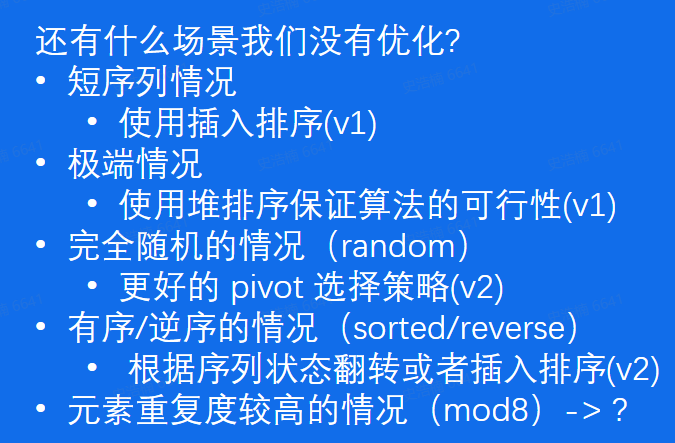 还有什么场景我们没有优化?
• 短序列情况
• 使用插入排序(v1)
• 极端情况
• 使用堆排序保证算法的可行性(v1)
• 完全随机的情况（random）
• 更好的 pivot 选择策略(v2)
• 有序/逆序的情况（sorted/reverse）
• 根据序列状态翻转或者插入排序(v2)
• 元素重复度较高的情况（mod8）-> ?